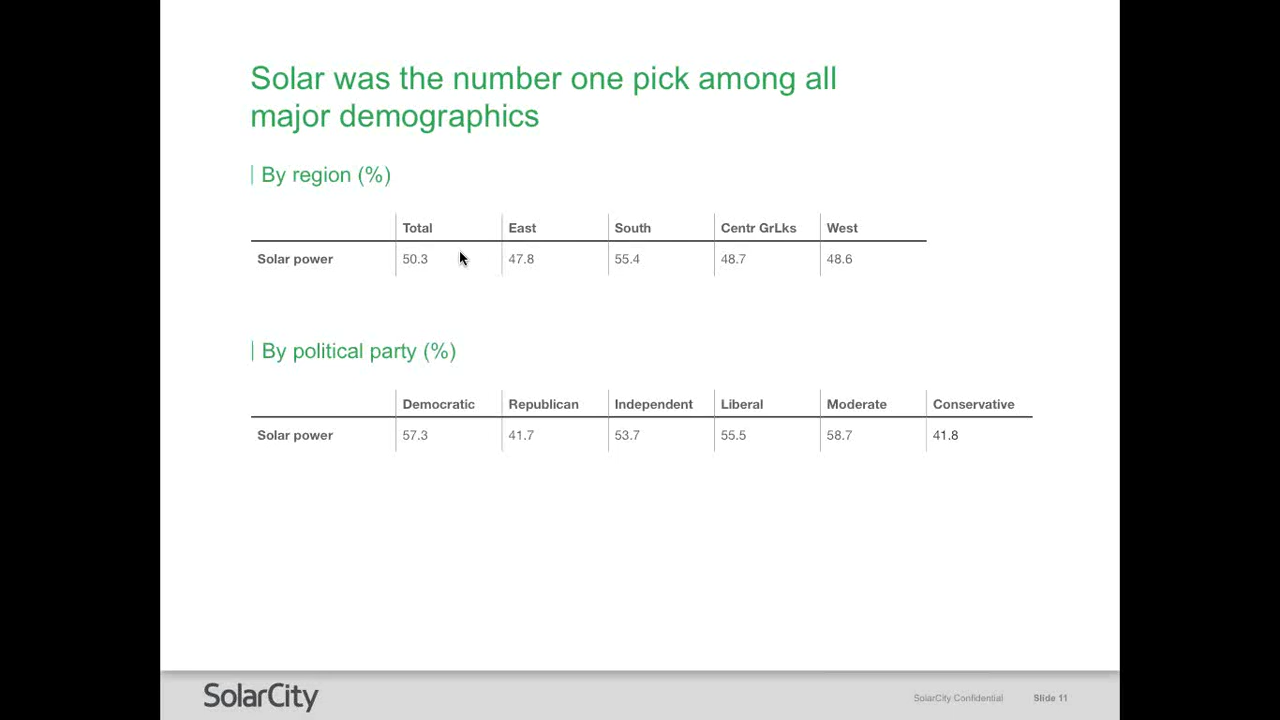 Solar was the number one pick among all
major demographics
By region (%)
Total East South Centr GrLks West
Solar power 50.3 47.8 55.4 48.7 48.6
By political party (%)
Democratic Republican Independent Liberal Moderate Conservative
Solar power 57.3 41.7 53.7 55.5 58.7 41.8
SolarCity SolarCity Confidential Slide 11